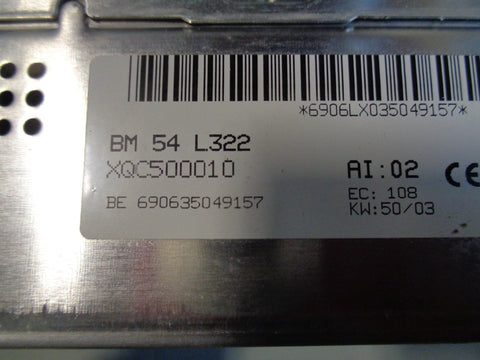 *6906LX035049157*
BM 54 L322
XQC500010
AI:02 CE
BE 690635049157
EC: 108
KW:50/03